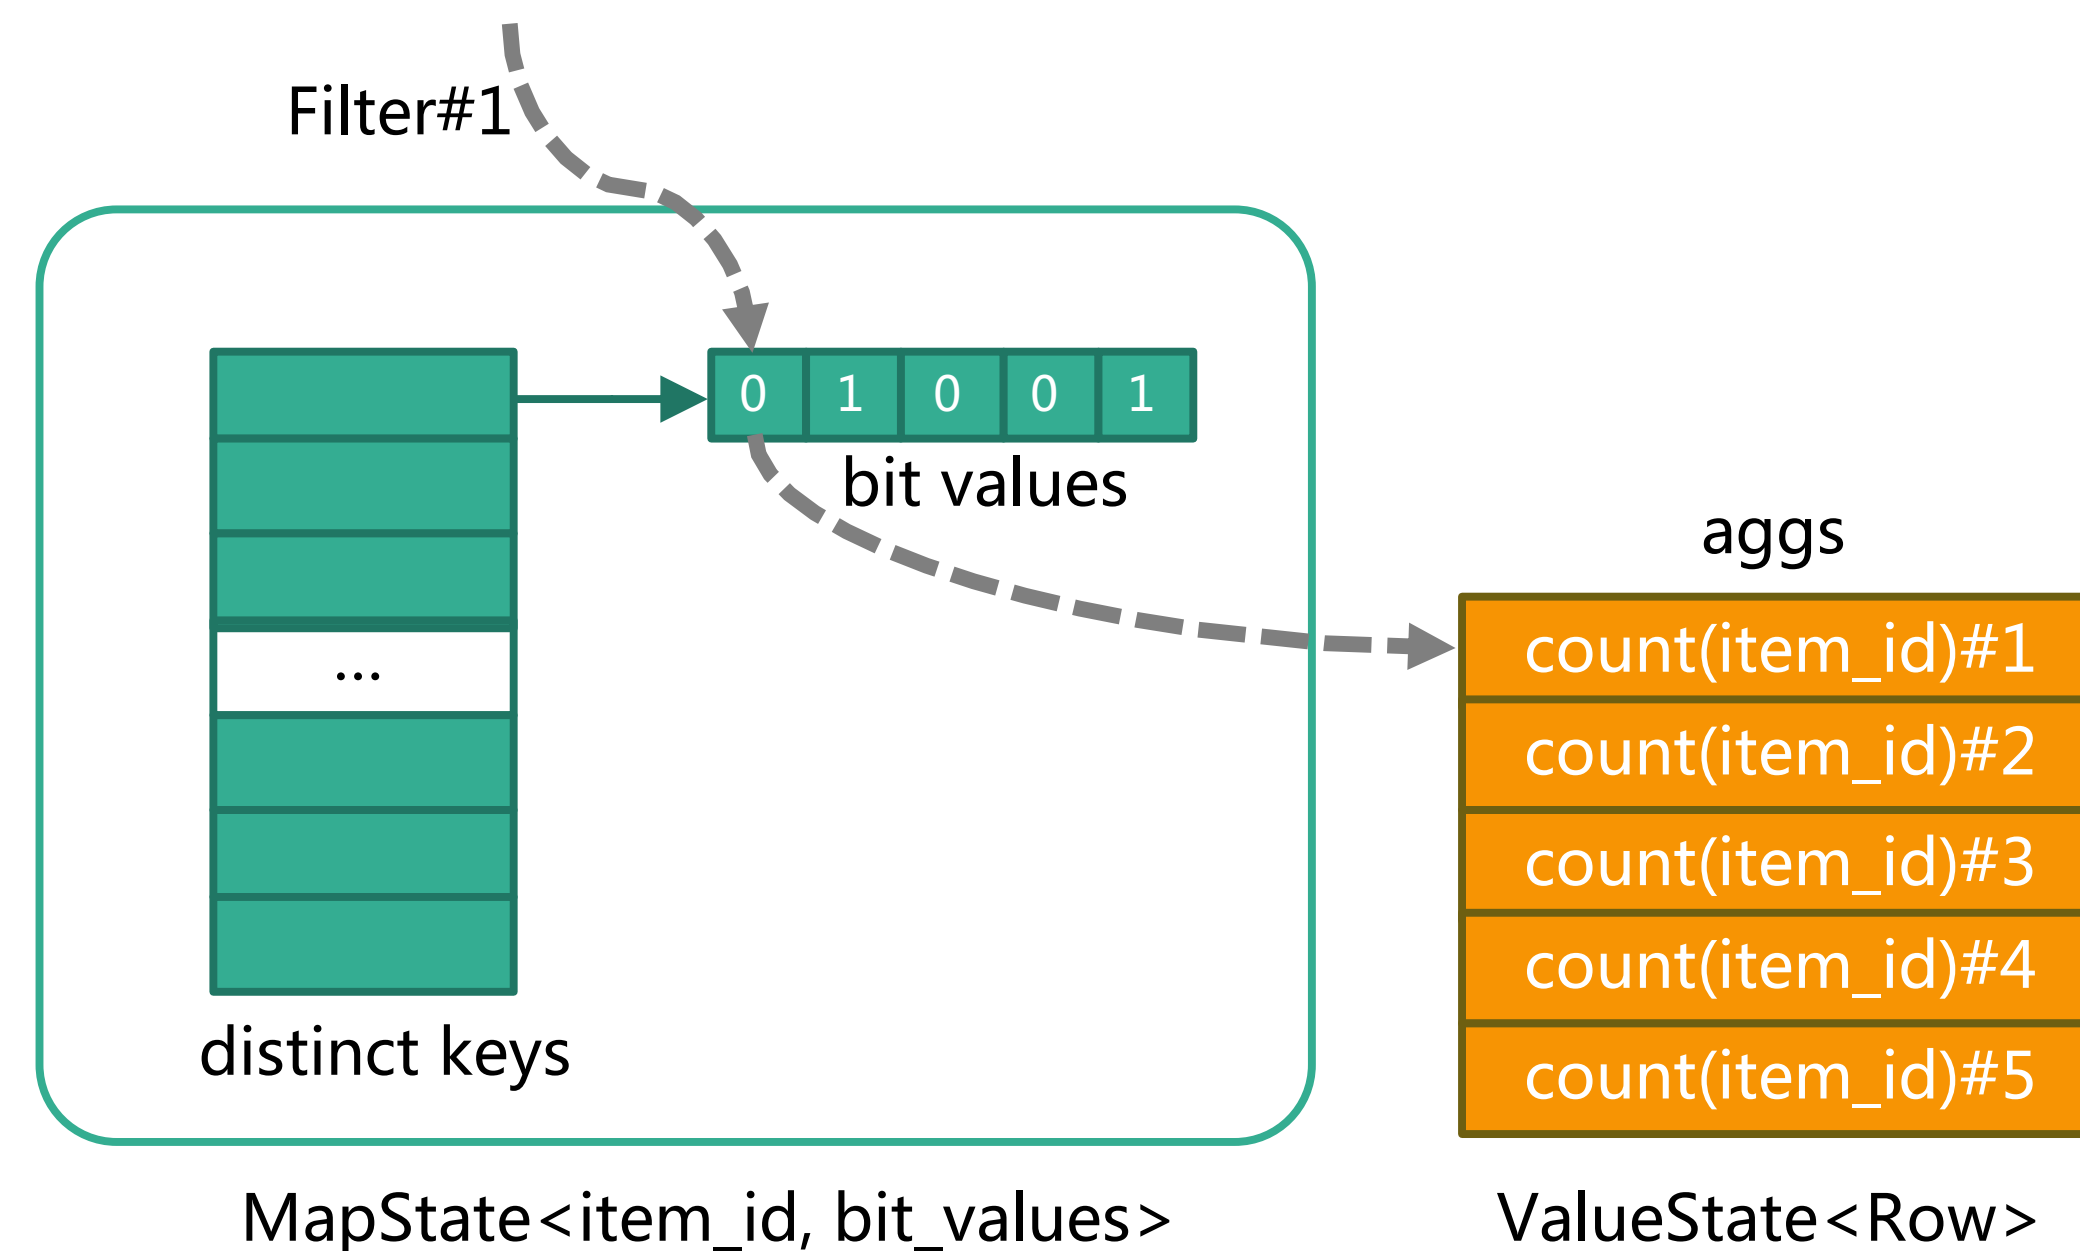 Filter#1
0 1 0 0 1
bit values
...
distinct keys
MapState<item_id, bit_values>
aggs
count(item_id)#1
count(item_id)#2
count(item_id)#3
count(item_id)#4
count(item_id)#5
ValueState<Row>